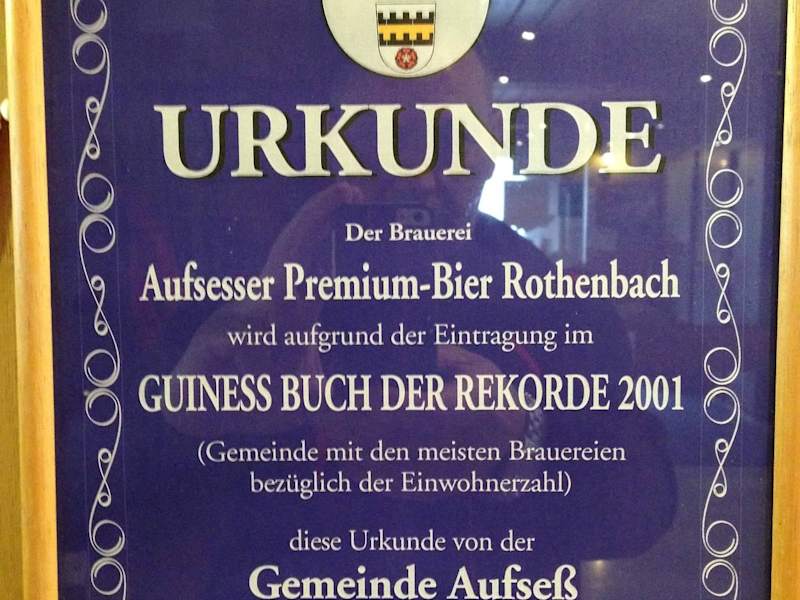 URKUNDE
Der Brauerei
Aufsesser Premium-Bier Rothenbach
wird aufgrund der Eintragung im
GUINESS BUCH DER REKORDE 2001
(Gemeinde mit den meisten Brauereien
bezüglich der Einwohnerzahl)
diese Urkunde von der
Gemeinde Aufseß